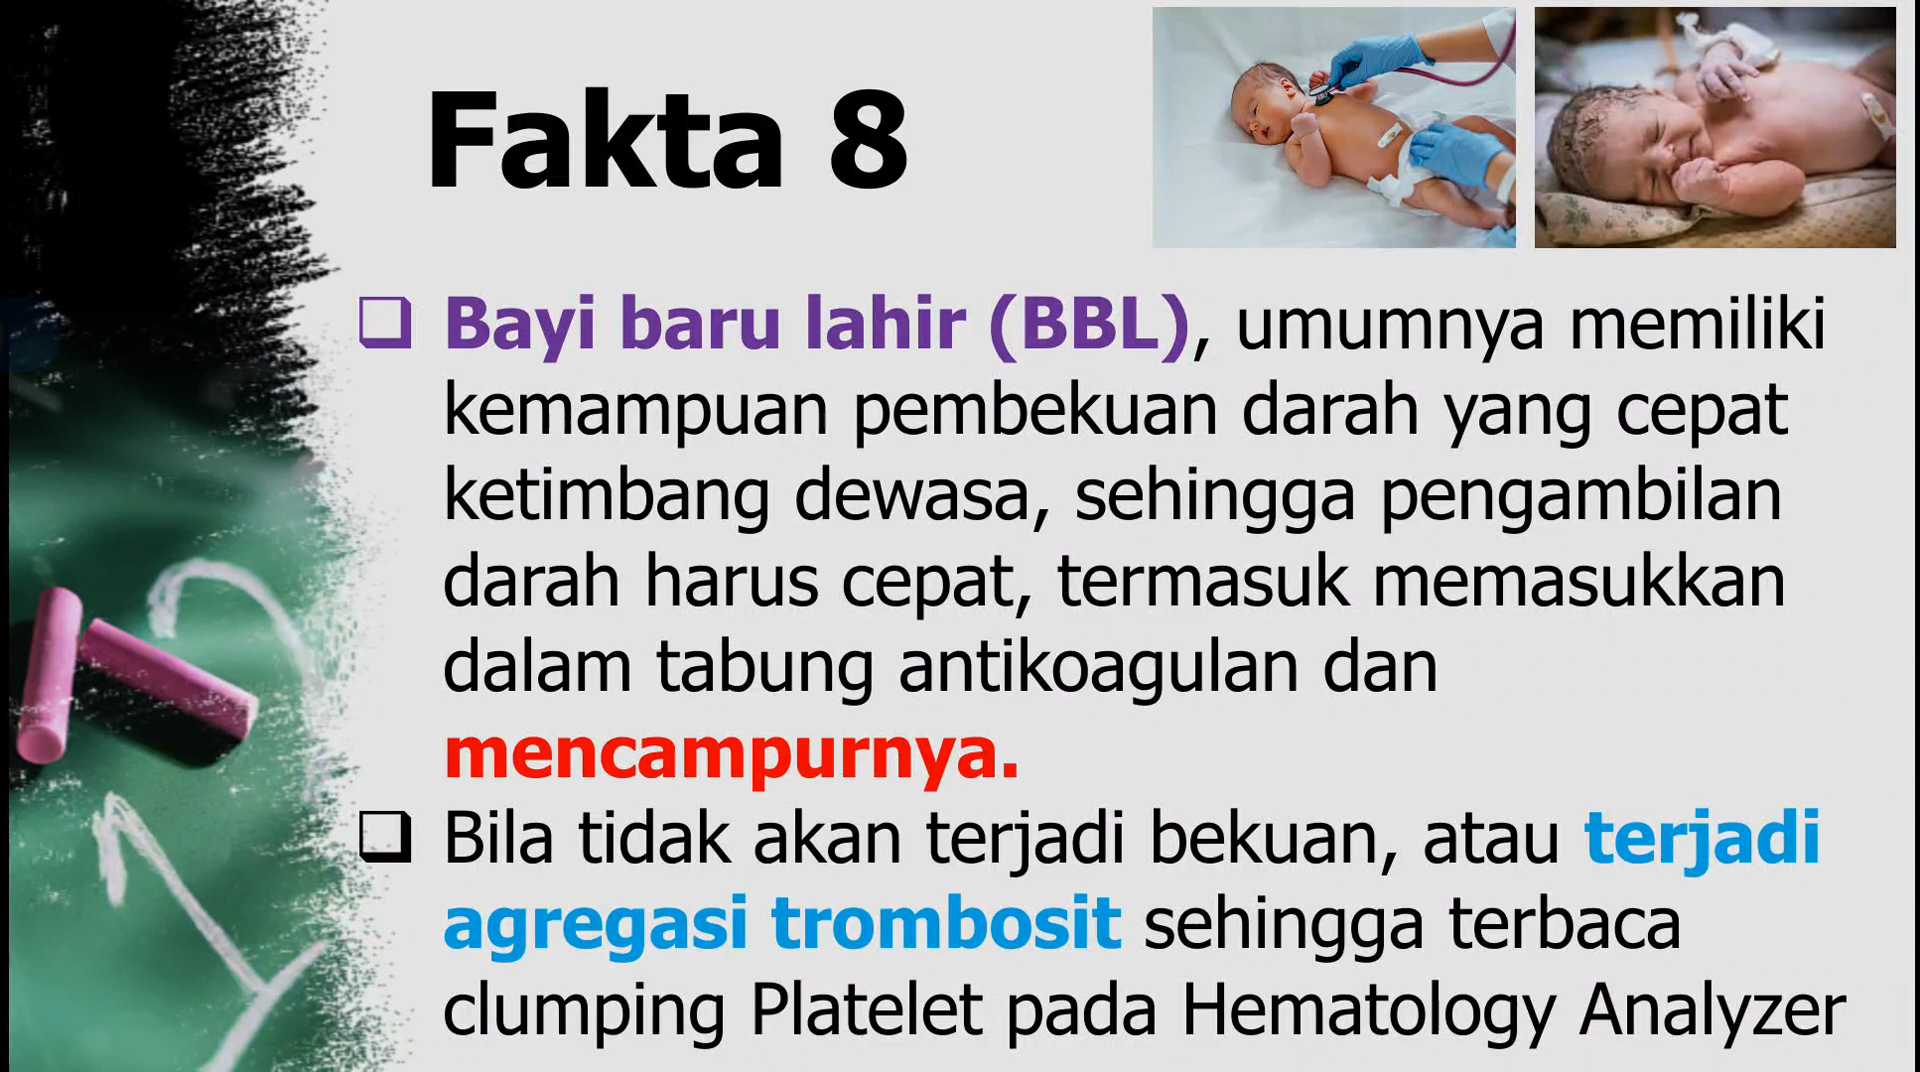 Fakta 8
❑ Bayi baru lahir (BBL), umumnya memiliki
kemampuan pembekuan darah yang cepat
ketimbang dewasa, sehingga pengambilan
darah harus cepat, termasuk memasukkan
dalam tabung antikoagulan dan
mencampurnya.
❑ Bila tidak akan terjadi bekuan, atau terjadi
agregasi trombosit sehingga terbaca
clumping Platelet pada Hematology Analyzer